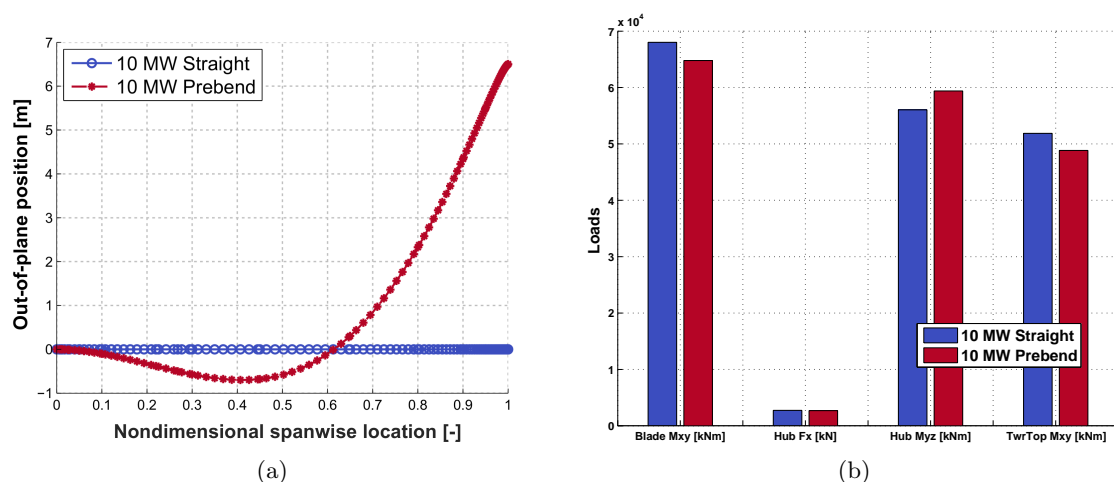 7
6
5
4
3
2
1
0
−1
Out-of-plane position [m]
10 MW Straight
10 MW Prebend
0 0.1 0.2 0.3 0.4 0.5 0.6 0.7 0.8 0.9 1
Nondimensional spanwise location [-]
(a)
x 10^4
7
6
5
4
3
2
1
0
Loads
10 MW Straight
10 MW Prebend
Blade Mxy [kNm] Hub Fx [kN] Hub Myz [kNm] TwrTop Mxy [kNm]
(b)